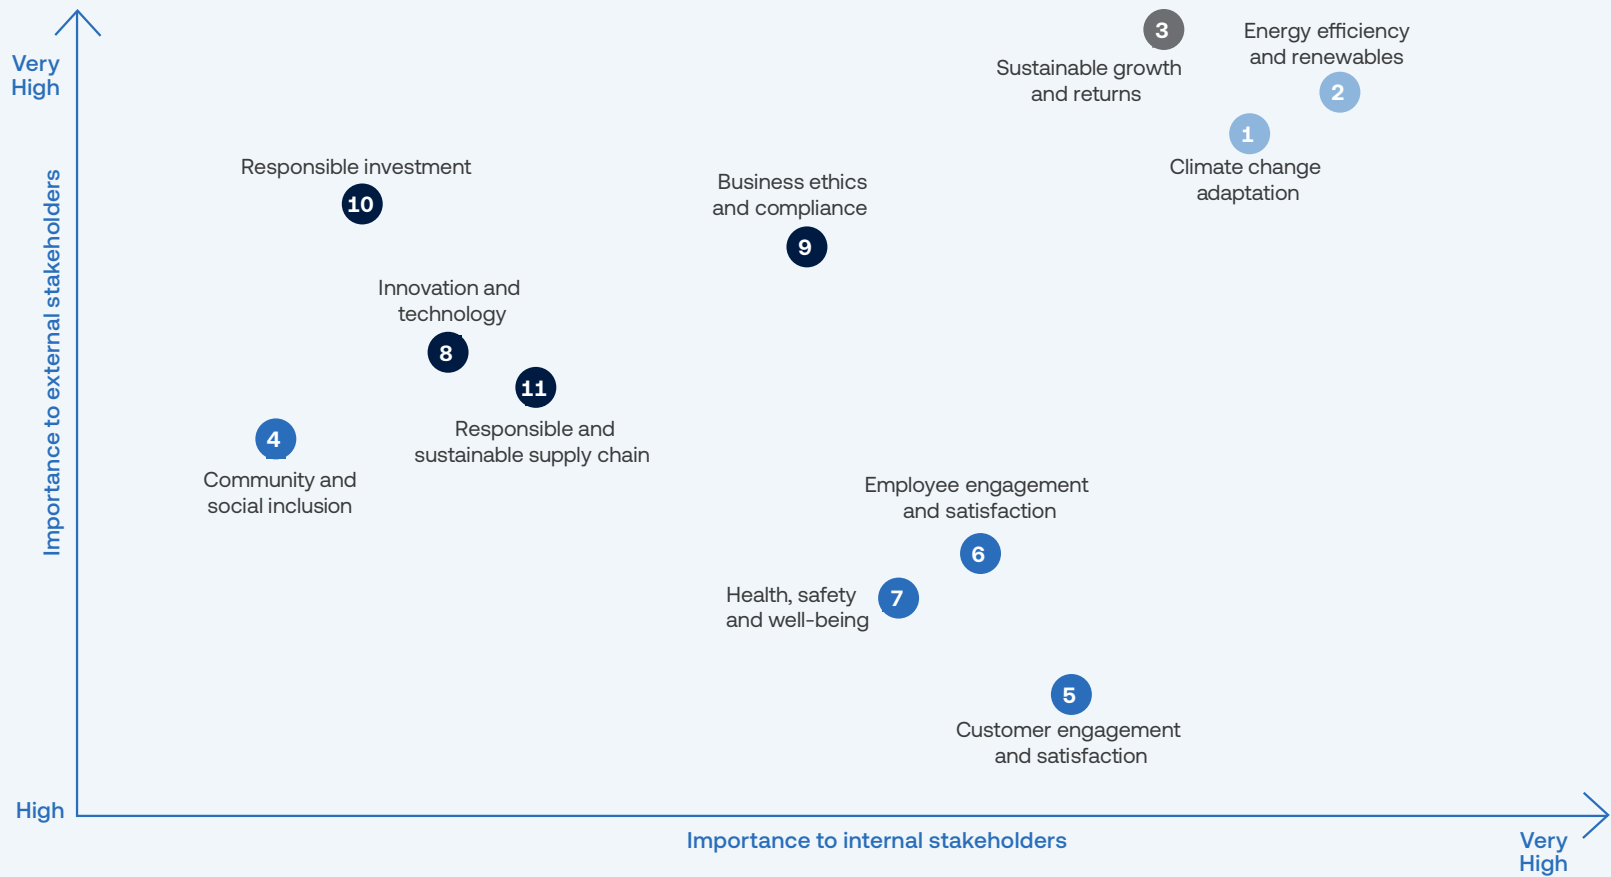 Very
High
Importance to external stakeholders
High
3
Sustainable growth
and returns
Energy efficiency
and renewables
2
1
Climate change
adaptation
Responsible investment
10
Business ethics
and compliance
9
Innovation and
technology
8
11
Responsible and
sustainable supply chain
4
Community and
social inclusion
Employee engagement
and satisfaction
6
Health, safety
and well-being
7
5
Customer engagement
and satisfaction
Importance to internal stakeholders
Very
High